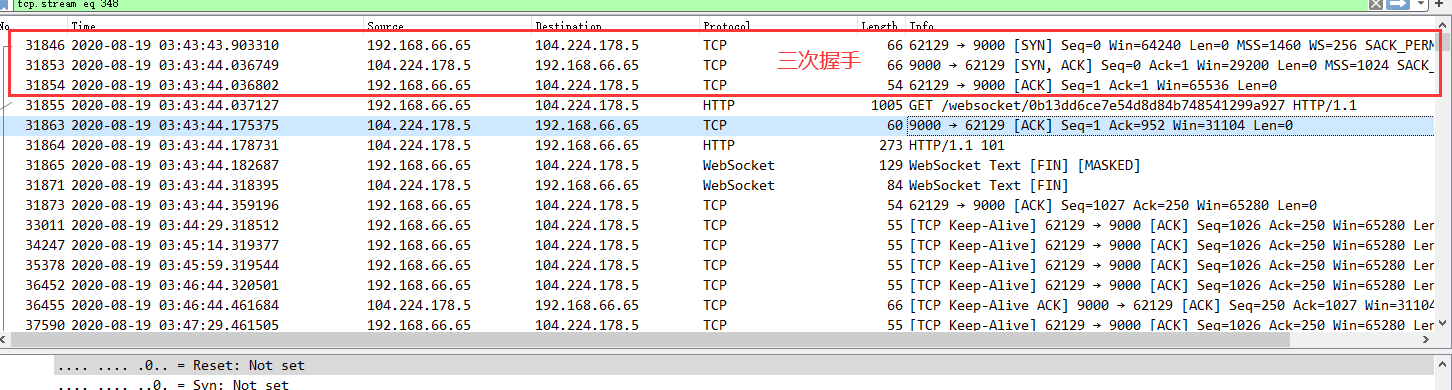 tcp.stream eq 348
No. Time Source Destination Protocol Length Info
31846 2020-08-19 03:43:43.903310 192.168.66.65 104.224.178.5 TCP 66 62129 → 9000 [SYN] Seq=0 Win=64240 Len=0 MSS=1460 WS=256 SACK_PERM
三次握手
31853 2020-08-19 03:43:44.036749 104.224.178.5 192.168.66.65 TCP 66 9000 → 62129 [SYN, ACK] Seq=0 Ack=1 Win=29200 Len=0 MSS=1024 SACK_
31854 2020-08-19 03:43:44.036802 192.168.66.65 104.224.178.5 TCP 54 62129 → 9000 [ACK] Seq=1 Ack=1 Win=65536 Len=0
31855 2020-08-19 03:43:44.037127 192.168.66.65 104.224.178.5 HTTP 1005 GET /websocket/0b13dd6ce7e54d8d84b748541299a927 HTTP/1.1
31863 2020-08-19 03:43:44.175375 104.224.178.5 192.168.66.65 TCP 60 9000 → 62129 [ACK] Seq=1 Ack=952 Win=31104 Len=0
31864 2020-08-19 03:43:44.178731 104.224.178.5 192.168.66.65 HTTP 273 HTTP/1.1 101
31865 2020-08-19 03:43:44.182687 192.168.66.65 104.224.178.5 WebSocket 129 WebSocket Text [FIN] [MASKED]
31871 2020-08-19 03:43:44.318395 104.224.178.5 192.168.66.65 WebSocket 84 WebSocket Text [FIN]
31873 2020-08-19 03:43:44.359196 192.168.66.65 104.224.178.5 TCP 54 62129 → 9000 [ACK] Seq=1027 Ack=250 Win=65280 Len=0
33011 2020-08-19 03:44:29.318512 192.168.66.65 104.224.178.5 TCP 55 [TCP Keep-Alive] 62129 → 9000 [ACK] Seq=1026 Ack=250 Win=65280 Len
34247 2020-08-19 03:45:14.319377 192.168.66.65 104.224.178.5 TCP 55 [TCP Keep-Alive] 62129 → 9000 [ACK] Seq=1026 Ack=250 Win=65280 Len
35378 2020-08-19 03:45:59.319544 192.168.66.65 104.224.178.5 TCP 55 [TCP Keep-Alive] 62129 → 9000 [ACK] Seq=1026 Ack=250 Win=65280 Len
36452 2020-08-19 03:46:44.320501 192.168.66.65 104.224.178.5 TCP 55 [TCP Keep-Alive] 62129 → 9000 [ACK] Seq=1026 Ack=250 Win=65280 Len
36455 2020-08-19 03:46:44.461684 104.224.178.5 192.168.66.65 TCP 66 [TCP Keep-Alive ACK] 9000 → 62129 [ACK] Seq=250 Ack=1027 Win=31104
37590 2020-08-19 03:47:29.461505 192.168.66.65 104.224.178.5 TCP 55 [TCP Keep-Alive] 62129 → 9000 [ACK] Seq=1026 Ack=250 Win=65280 Len
.... .... .0.. = Reset: Not set
.... .... ..0. = Syn: Not set